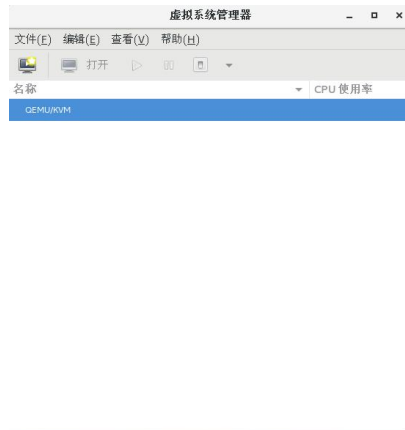 虚拟系统管理器
文件(F) 编辑(E) 查看(V) 帮助(H)
打开
名称 CPU 使用率
QEMU/KVM